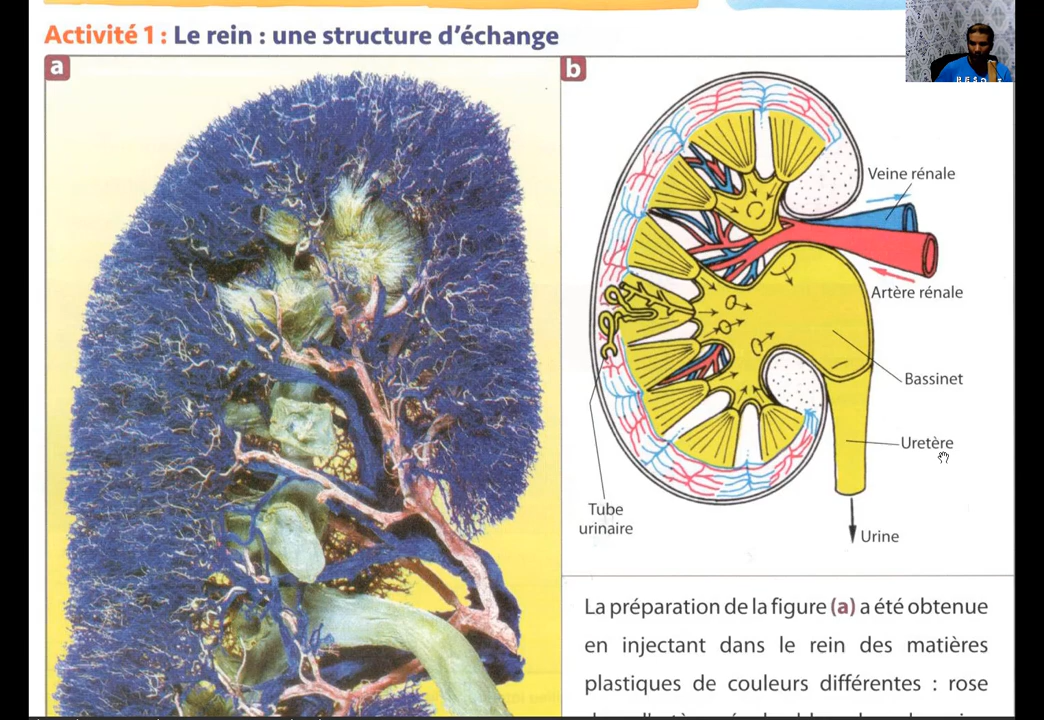 Activité 1 : Le rein : une structure d'échange
a
b
Veine rénale
Artère rénale
Bassinet
Uretère
Tube
urinaire
Urine
La préparation de la figure (a) a été obtenue
en injectant dans le rein des matières
plastiques de couleurs différentes : rose